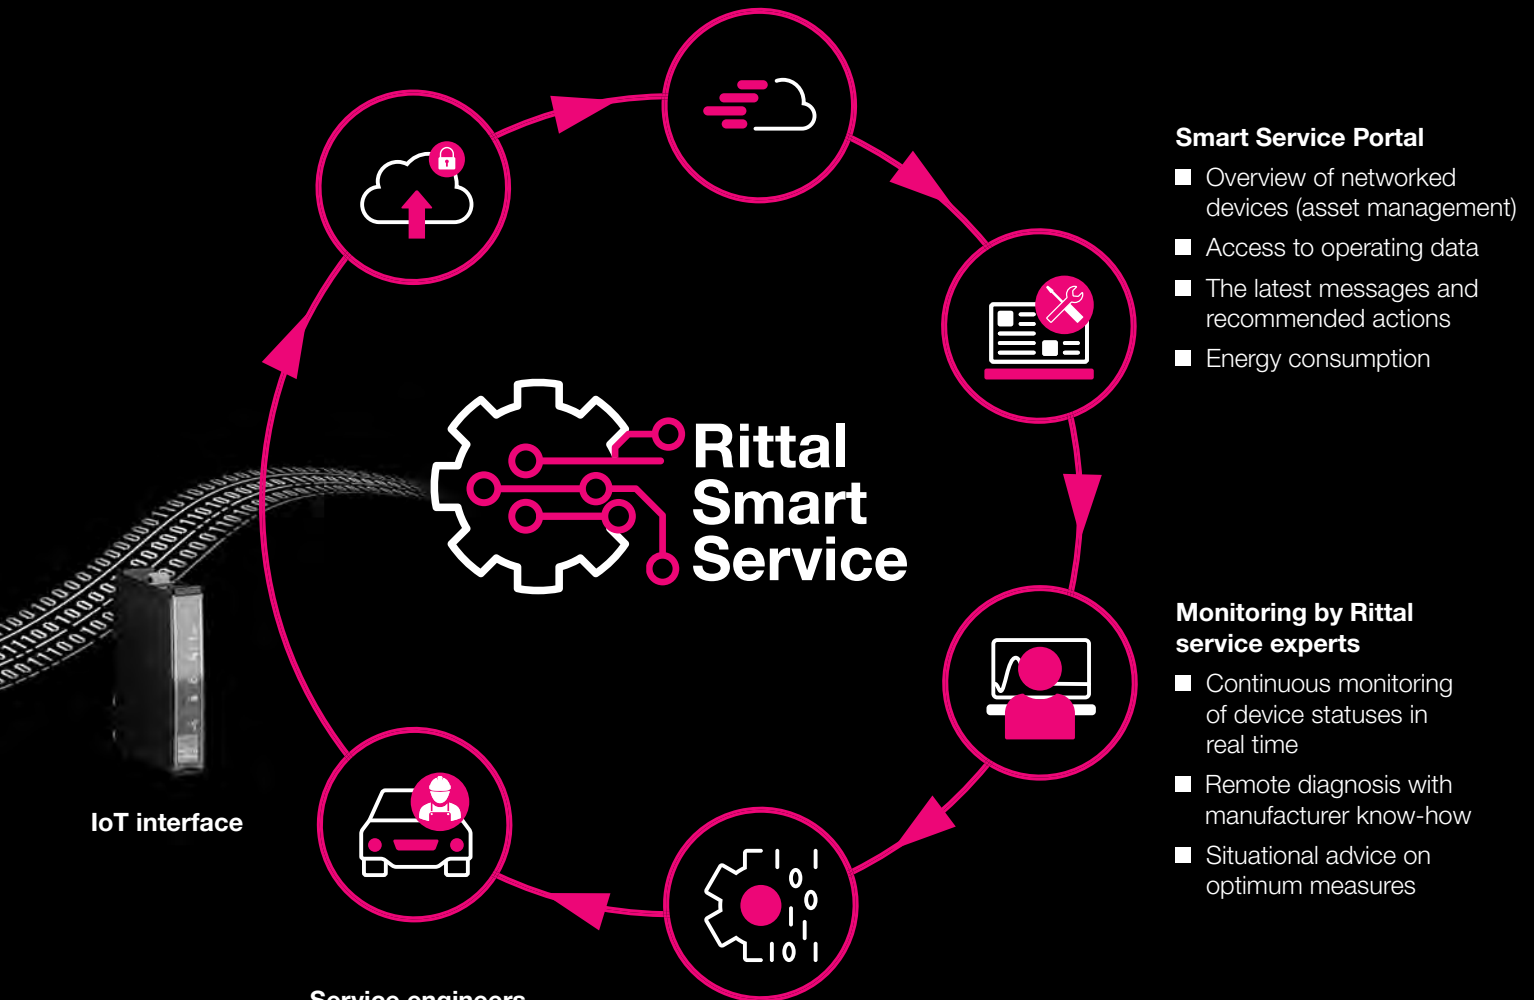 Smart Service Portal
Overview of networked
devices (asset management)
Access to operating data
The latest messages and
recommended actions
Energy consumption
Rittal
Smart
Service
Monitoring by Rittal
service experts
Continuous monitoring
of device statuses in
real time
Remote diagnosis with
manufacturer know-how
Situational advice on
optimum measures
IoT interface
Service engineers